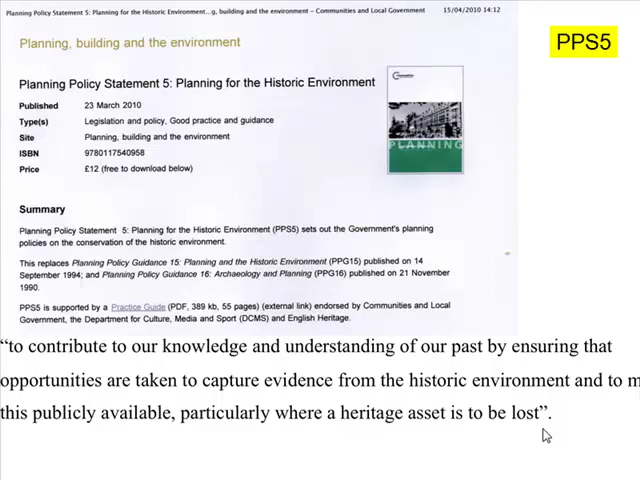 Planning Policy Statement 5: Planning for the Historic Environment...g, building and the environment – Communities and Local Government 15/04/2010 14:12
PPS5
Planning, building and the environment
Planning Policy Statement 5: Planning for the Historic Environment
Published 23 March 2010
Type(s) Legislation and policy, Good practice and guidance
Site Planning, building and the environment
ISBN 9780117540958
Price £12 (free to download below)
PLANNING
Summary
Planning Policy Statement 5: Planning for the Historic Environment (PPS5) sets out the Government's planning
policies on the conservation of the historic environment.
This replaces Planning Policy Guidance 15: Planning and the Historic Environment (PPG15) published on 14
September 1994; and Planning Policy Guidance 16: Archaeology and Planning (PPG16) published on 21 November
1990.
PPS5 is supported by a Practice Guide (PDF, 389 kb, 55 pages) (external link) endorsed by Communities and Local
Government, the Department for Culture, Media and Sport (DCMS) and English Heritage.
“to contribute to our knowledge and understanding of our past by ensuring that
opportunities are taken to capture evidence from the historic environment and to m
this publicly available, particularly where a heritage asset is to be lost”.